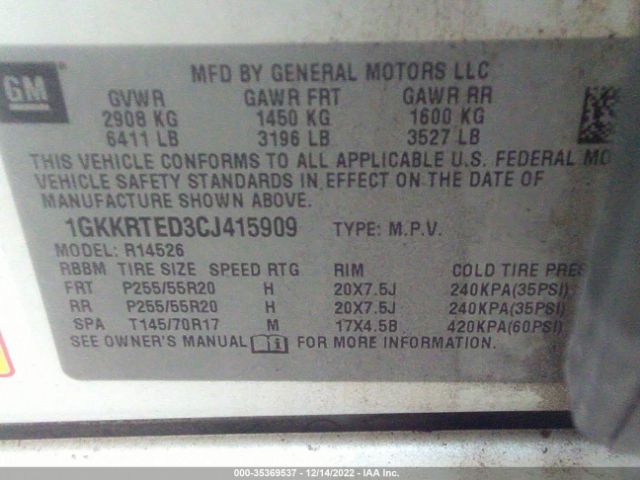 GM®
MFD BY GENERAL MOTORS LLC
GVWR GAWR FRT GAWR RR
2908 KG 1450 KG 1600 KG
6411 LB 3196 LB 3527 LB
THIS VEHICLE CONFORMS TO ALL APPLICABLE U.S. FEDERAL MO
VEHICLE SAFETY STANDARDS IN EFFECT ON THE DATE OF
MANUFACTURE SHOWN ABOVE.
1GKKRTED3CJ415909 TYPE: M.P.V.
MODEL: R14526
RBBM TIRE SIZE SPEED RTG RIM COLD TIRE PRES
FRT P255/55R20 H 20X7.5J 240KPA(35PSI)
RR P255/55R20 H 20X7.5J 240KPA(35PSI)
SPA T145/70R17 M 17X4.5B 420KPA(60PSI)
SEE OWNER'S MANUAL FOR MORE INFORMATION.
000-35369537 - 12/14/2022 - IAA Inc.